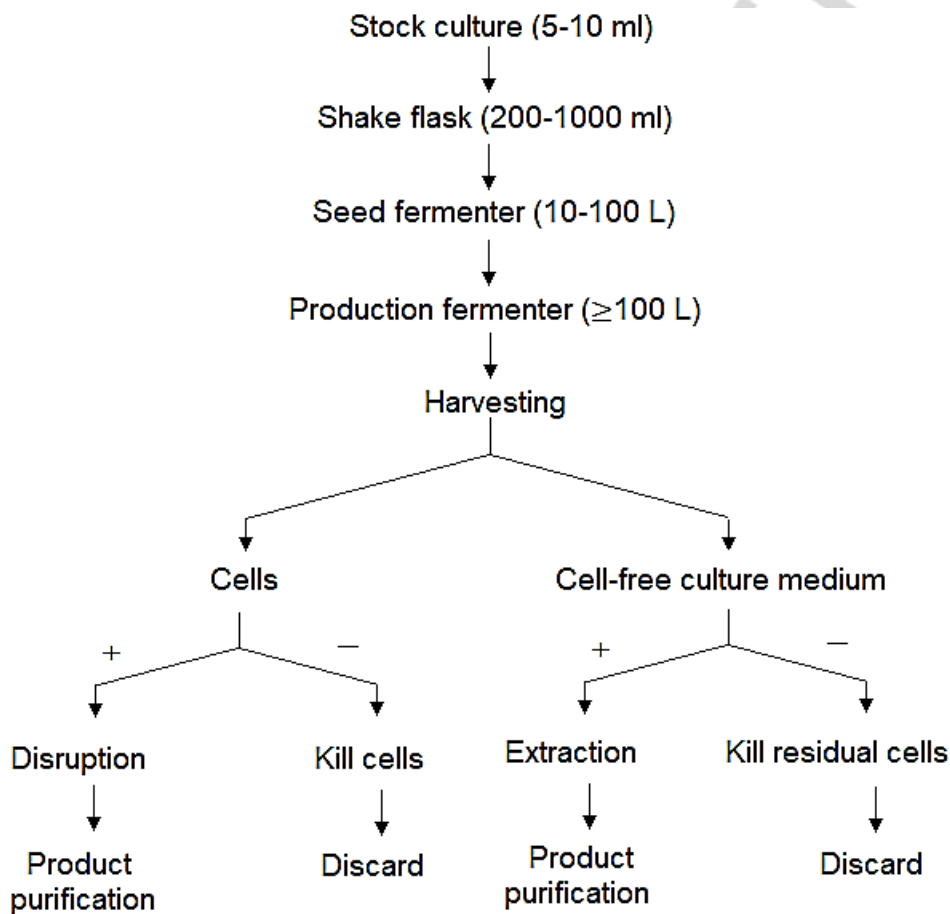 Stock culture (5-10 ml)
Shake flask (200-1000 ml)
Seed fermenter (10-100 L)
Production fermenter (≥100 L)
Harvesting
Cells
Cell-free culture medium
+
—
+
—
Disruption
Kill cells
Extraction
Kill residual cells
Product
purification
Discard
Product
purification
Discard